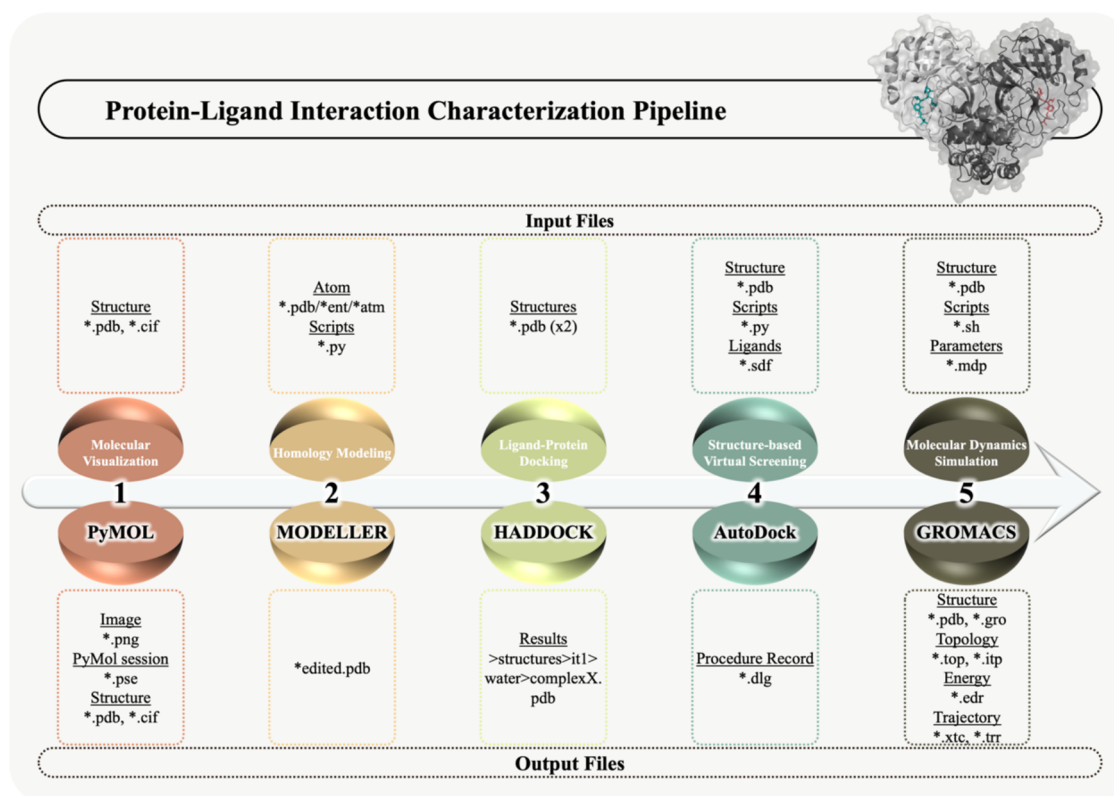 Protein-Ligand Interaction Characterization Pipeline
Input Files
Structure
*.pdb, *.cif
Atom
*.pdb/*ent/*atm
Scripts
*.py
Structures
*.pdb (x2)
Structure
*.pdb
Scripts
*.py
Ligands
*.sdf
Structure
*.pdb
Scripts
*.sh
Parameters
*.mdp
Molecular
Visualization
Homology Modeling
Ligand-Protein
Docking
Structure-based
Virtual Screening
Molecular Dynamics
Simulation
1
2
3
4
5
PyMOL
MODELLER
HADDOCK
AutoDock
GROMACS
Image
*.png
PyMol session
*.pse
Structure
*.pdb, *.cif
*edited.pdb
Results
>structures>it1>
water>complexX.
pdb
Procedure Record
*.dlg
Structure
*.pdb, *.gro
Topology
*.top, *.itp
Energy
*.edr
Trajectory
*.xtc, *.trr
Output Files